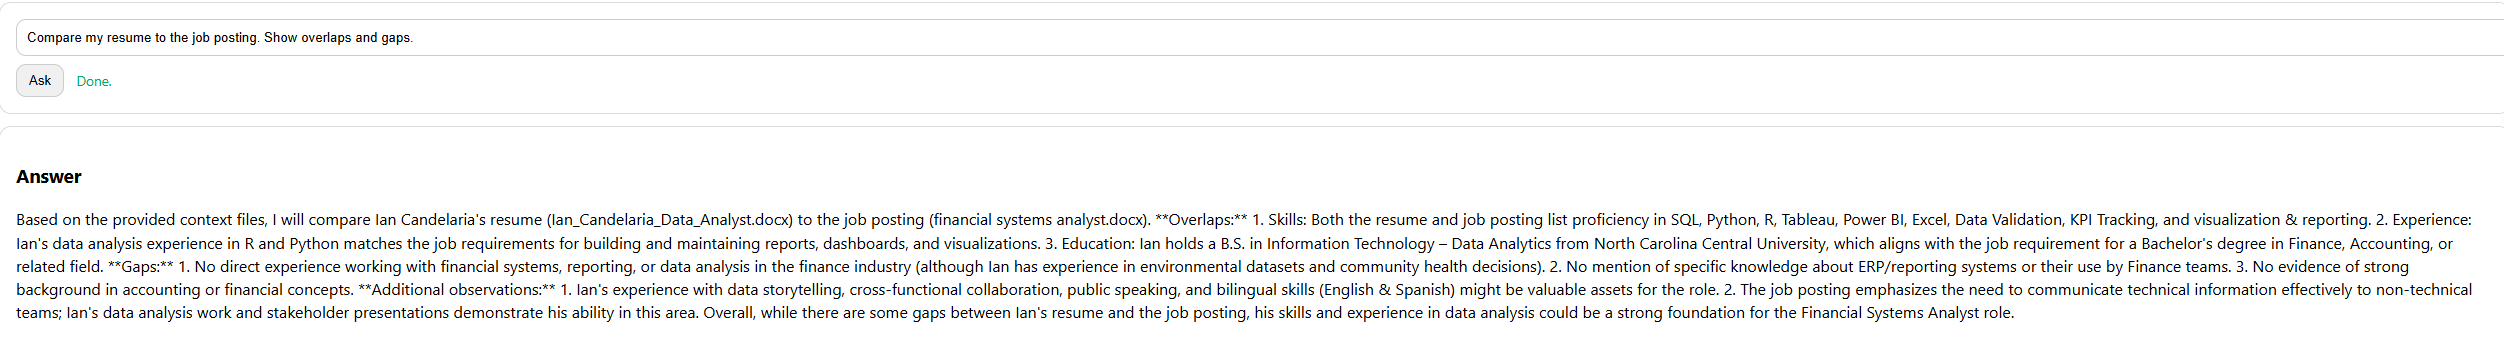 Compare my resume to the job posting. Show overlaps and gaps.
Ask
Done.
Answer
Based on the provided context files, I will compare Ian Candelaria's resume (Ian_Candelaria_Data_Analyst.docx) to the job posting (financial systems analyst.docx). **Overlaps:** 1. Skills: Both the resume and job posting list proficiency in SQL, Python, R, Tableau, Power BI, Excel, Data Validation, KPI Tracking, and visualization & reporting. 2. Experience:
Ian's data analysis experience in R and Python matches the job requirements for building and maintaining reports, dashboards, and visualizations. 3. Education: Ian holds a B.S. in Information Technology – Data Analytics from North Carolina Central University, which aligns with the job requirement for a Bachelor's degree in Finance, Accounting, or
related field. **Gaps:** 1. No direct experience working with financial systems, reporting, or data analysis in the finance industry (although Ian has experience in environmental datasets and community health decisions). 2. No mention of specific knowledge about ERP/reporting systems or their use by Finance teams. 3. No evidence of strong
background in accounting or financial concepts. **Additional observations:** 1. Ian's experience with data storytelling, cross-functional collaboration, public speaking, and bilingual skills (English & Spanish) might be valuable assets for the role. 2. The job posting emphasizes the need to communicate technical information effectively to non-technical
teams; Ian's data analysis work and stakeholder presentations demonstrate his ability in this area. Overall, while there are some gaps between Ian's resume and the job posting, his skills and experience in data analysis could be a strong foundation for the Financial Systems Analyst role.